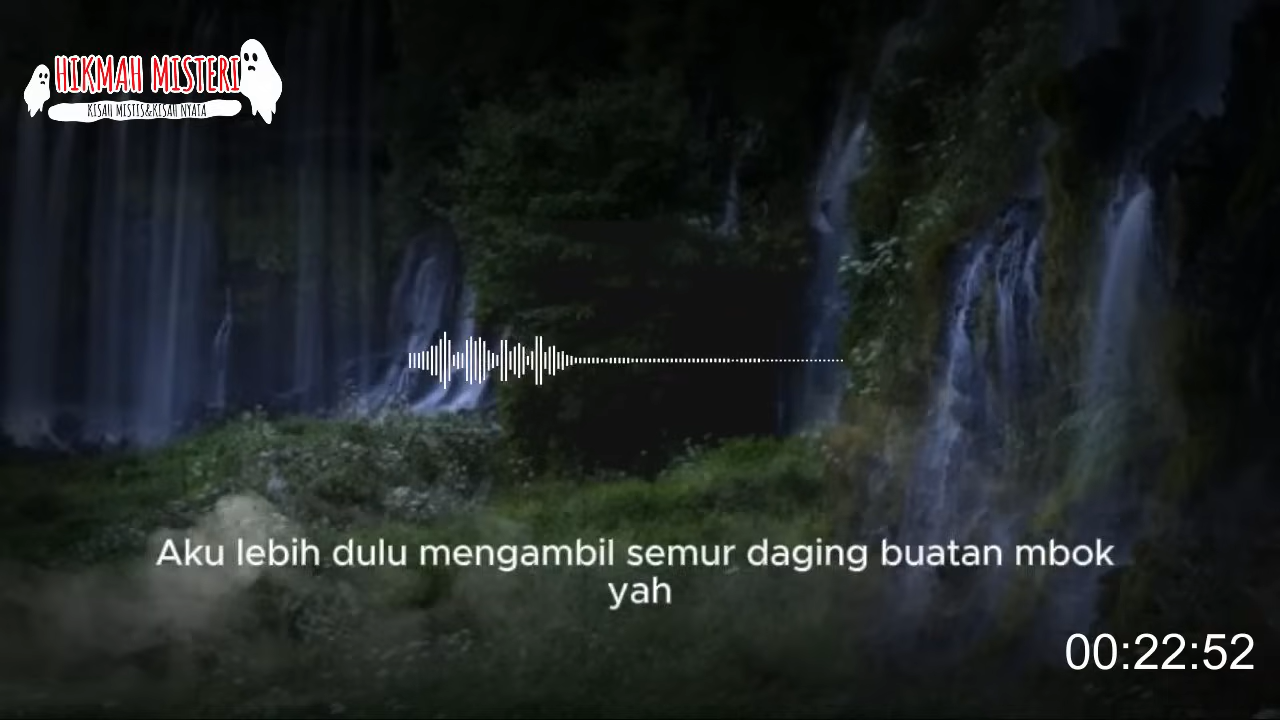 HIKMAH MISTERI
KISAH MISTIS&KISAH NYATA
Aku lebih dulu mengambil semur daging buatan mbok
yah
00:22:52